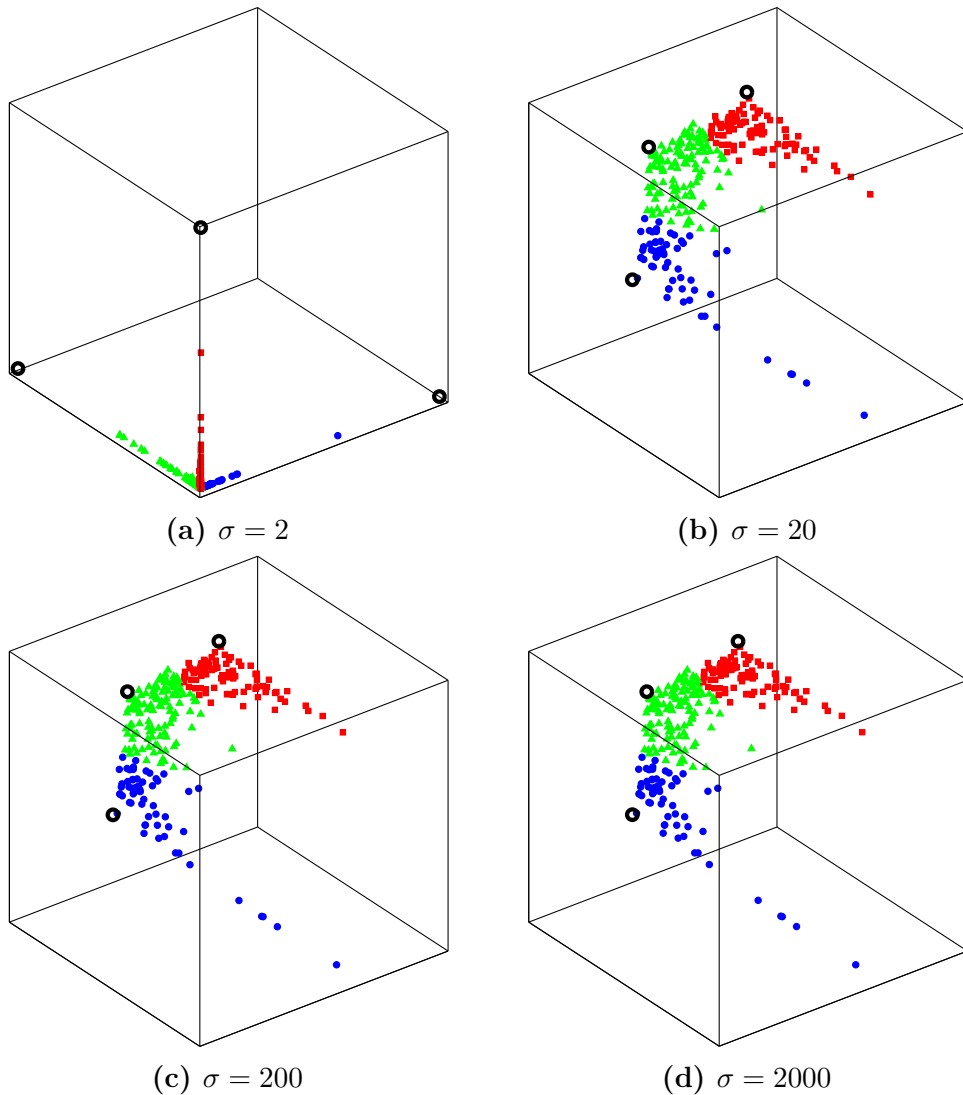 (a) σ = 2
(b) σ = 20
(c) σ = 200
(d) σ = 2000